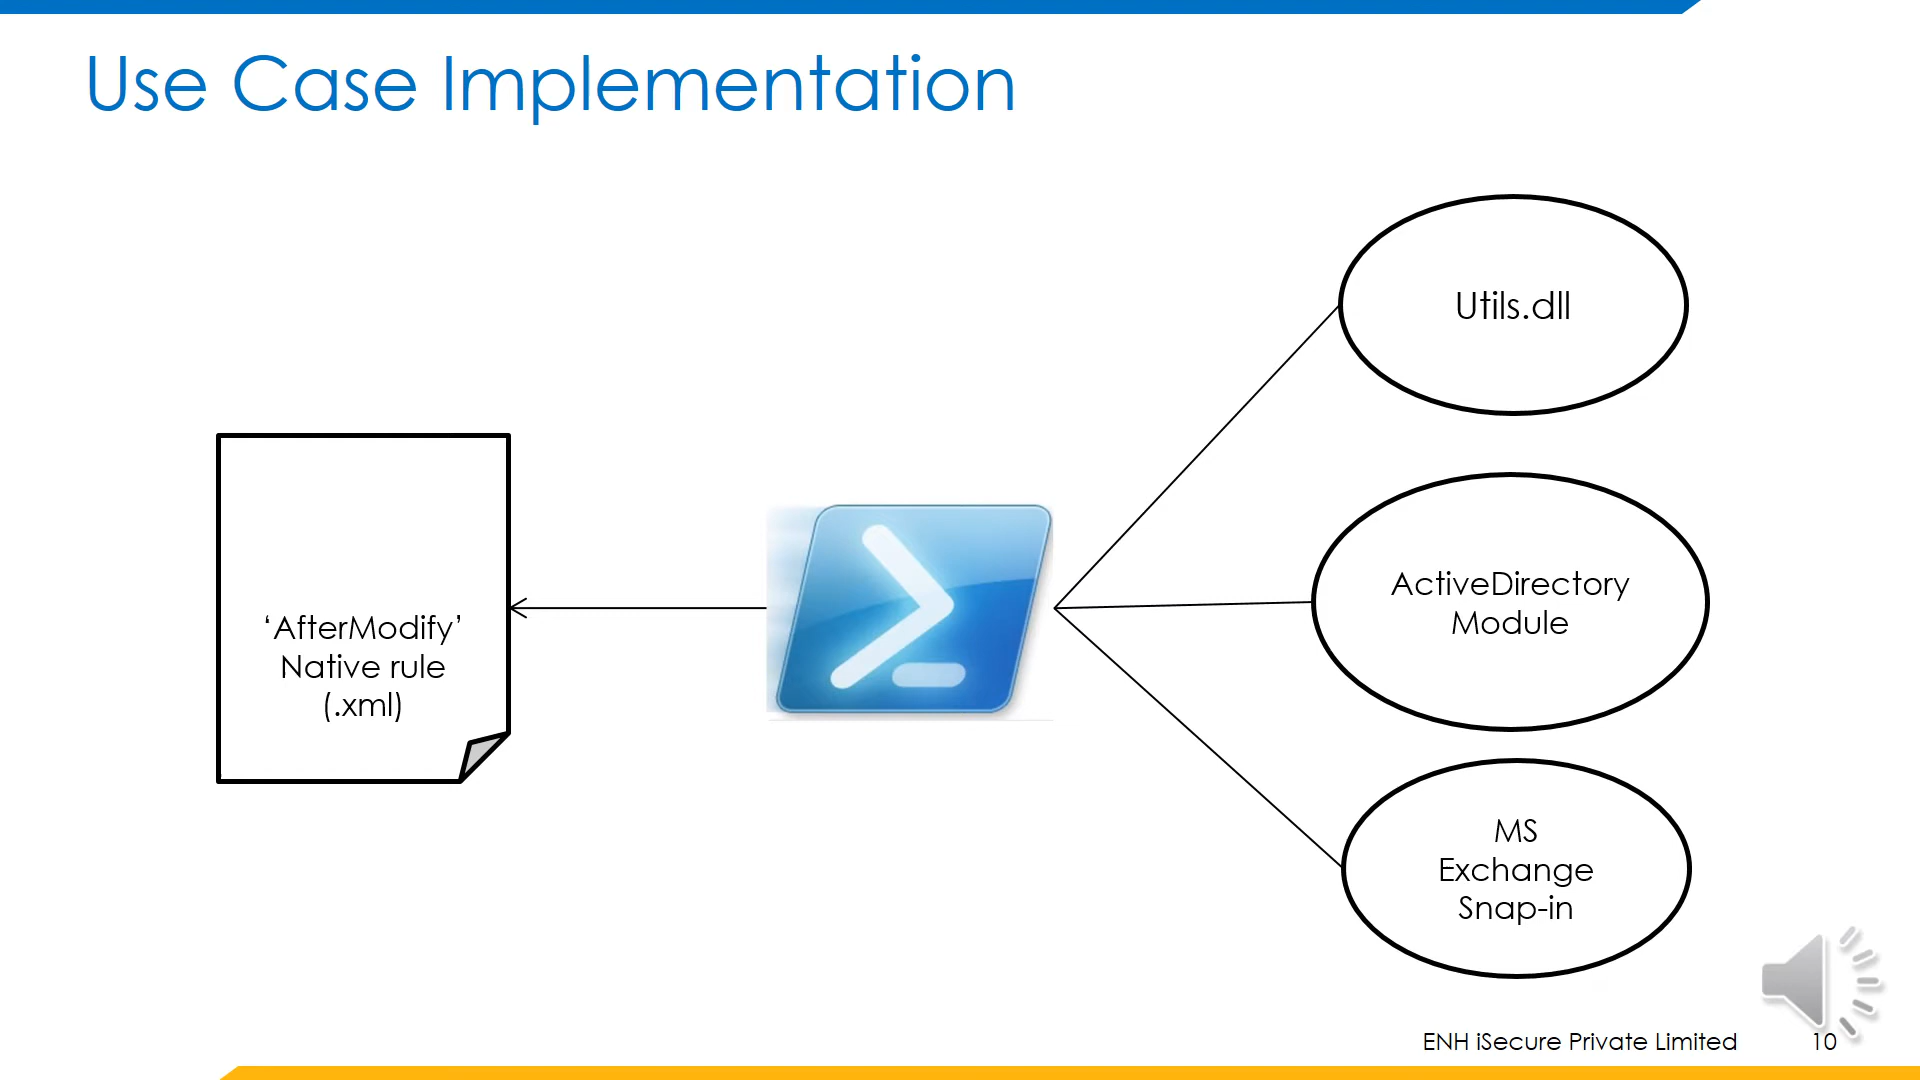 Use Case Implementation
Utils.dll
‘AfterModify’
Native rule
(.xml)
ActiveDirectory
Module
MS
Exchange
Snap-in
ENH iSecure Private Limited
10